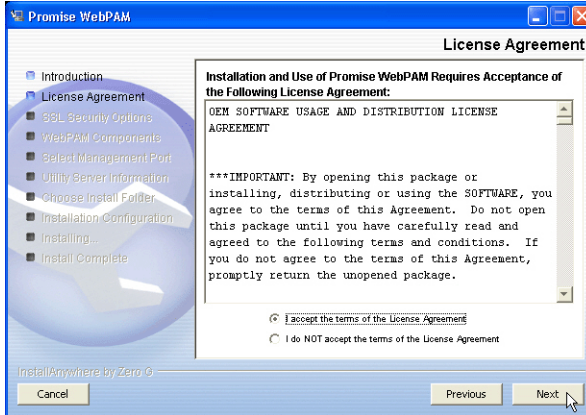 Promise WebPAM
License Agreement
Introduction
License Agreement
SSL Security Options
WebPAM Components
Select Management Port
Utility Server Information
Choose Install Folder
Installation Configuration
Installing...
Install Complete
Installation and Use of Promise WebPAM Requires Acceptance of
the Following License Agreement:
OEM SOFTWARE USAGE AND DISTRIBUTION LICENSE
AGREEMENT
***IMPORTANT: By opening this package or
installing, distributing or using the SOFTWARE, you
agree to the terms of this Agreement. Do not open
this package until you have carefully read and
agreed to the following terms and conditions. If
you do not agree to the terms of this Agreement,
promptly return the unopened package.
I accept the terms of the License Agreement
I do NOT accept the terms of the License Agreement
InstallAnywhere by Zero G
Cancel
Previous
Next